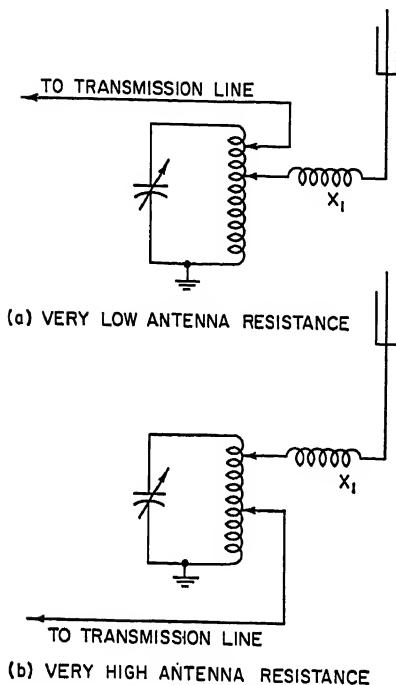 TO TRANSMISSION LINE
X₁
(a) VERY LOW ANTENNA RESISTANCE
X₁
TO TRANSMISSION LINE
(b) VERY HIGH ANTENNA RESISTANCE